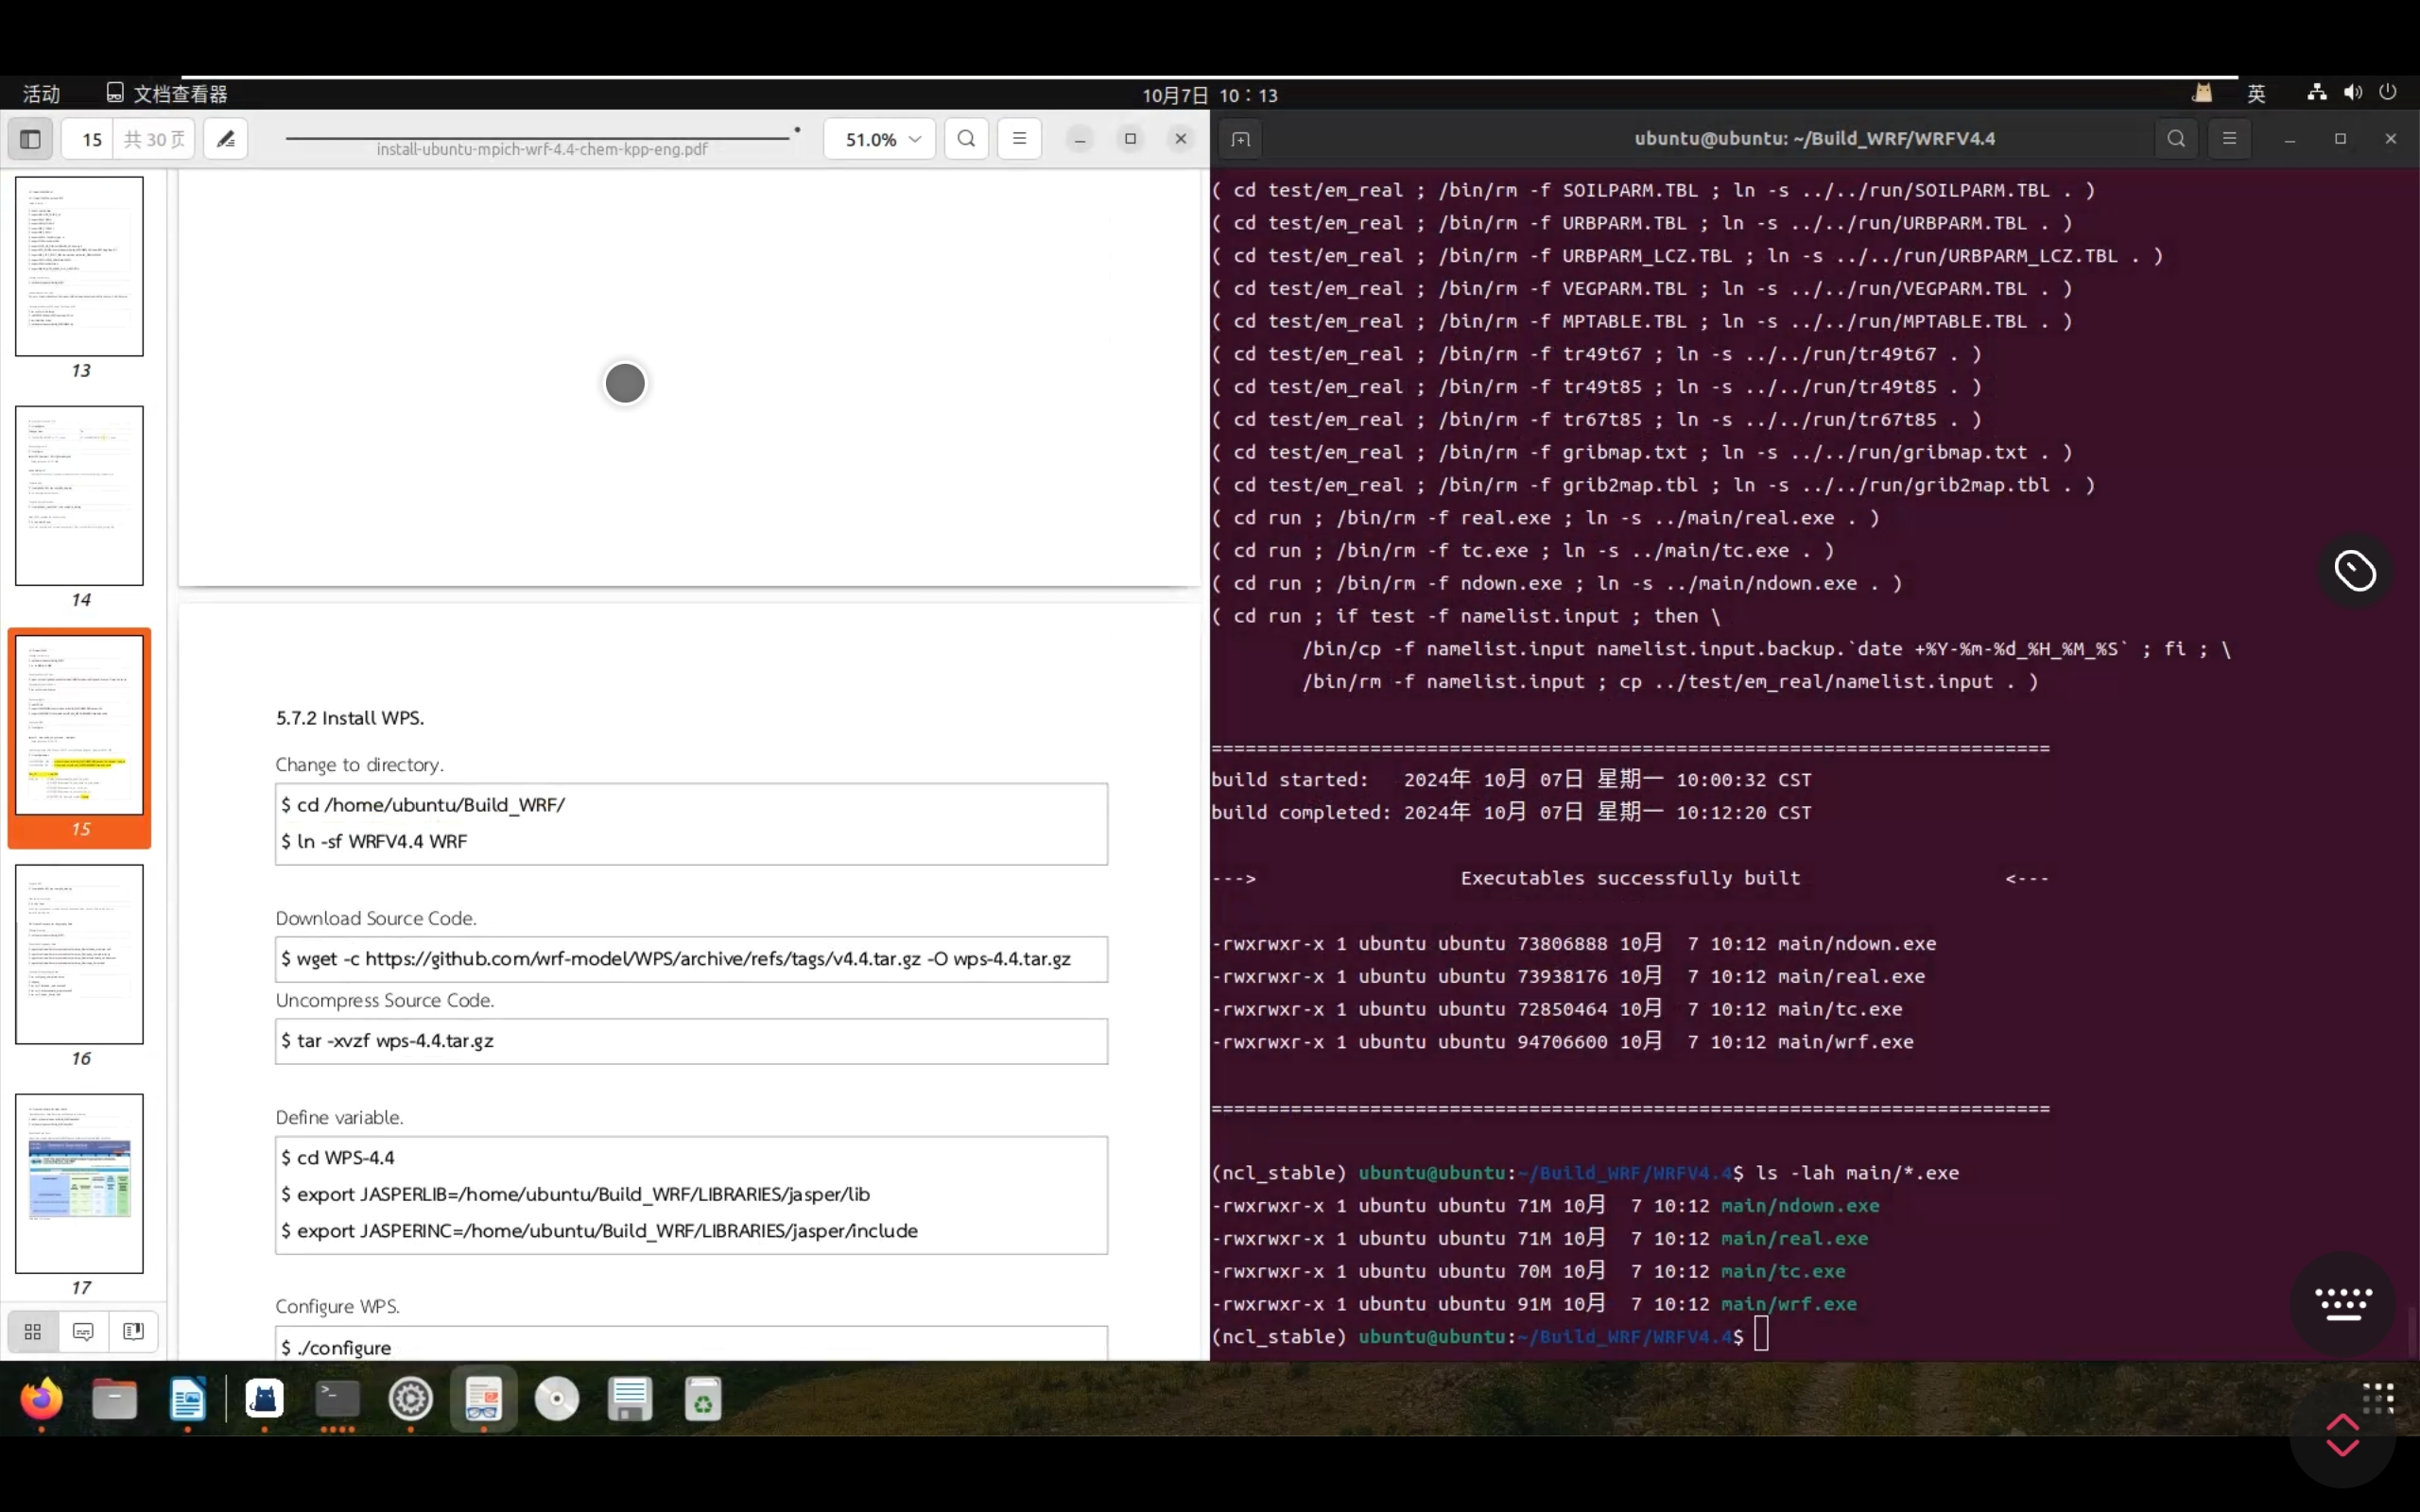 活动 文档查看器 10月7日 10：13 英
15 共 30 页 install-ubuntu-mpich-wrf-4.4-chem-kpp-eng.pdf 51.0%
13
14
15
16
17
5.7.2 Install WPS.
Change to directory.
$ cd /home/ubuntu/Build_WRF/
$ ln -sf WRFV4.4 WRF
Download Source Code.
$ wget -c https://github.com/wrf-model/WPS/archive/refs/tags/v4.4.tar.gz -O wps-4.4.tar.gz
Uncompress Source Code.
$ tar -xvzf wps-4.4.tar.gz
Define variable.
$ cd WPS-4.4
$ export JASPERLIB=/home/ubuntu/Build_WRF/LIBRARIES/jasper/lib
$ export JASPERINC=/home/ubuntu/Build_WRF/LIBRARIES/jasper/include
Configure WPS.
$ ./configure
ubuntu@ubuntu: ~/Build_WRF/WRFV4.4
( cd test/em_real ; /bin/rm -f SOILPARM.TBL ; ln -s ../../run/SOILPARM.TBL . )
( cd test/em_real ; /bin/rm -f URBPARM.TBL ; ln -s ../../run/URBPARM.TBL . )
( cd test/em_real ; /bin/rm -f URBPARM_LCZ.TBL ; ln -s ../../run/URBPARM_LCZ.TBL . )
( cd test/em_real ; /bin/rm -f VEGPARM.TBL ; ln -s ../../run/VEGPARM.TBL . )
( cd test/em_real ; /bin/rm -f MPTABLE.TBL ; ln -s ../../run/MPTABLE.TBL . )
( cd test/em_real ; /bin/rm -f tr49t67 ; ln -s ../../run/tr49t67 . )
( cd test/em_real ; /bin/rm -f tr49t85 ; ln -s ../../run/tr49t85 . )
( cd test/em_real ; /bin/rm -f tr67t85 ; ln -s ../../run/tr67t85 . )
( cd test/em_real ; /bin/rm -f gribmap.txt ; ln -s ../../run/gribmap.txt . )
( cd test/em_real ; /bin/rm -f grib2map.tbl ; ln -s ../../run/grib2map.tbl . )
( cd run ; /bin/rm -f real.exe ; ln -s ../main/real.exe . )
( cd run ; /bin/rm -f tc.exe ; ln -s ../main/tc.exe . )
( cd run ; /bin/rm -f ndown.exe ; ln -s ../main/ndown.exe . )
( cd run ; if test -f namelist.input ; then \
/bin/cp -f namelist.input namelist.input.backup.`date +%Y-%m-%d_%H_%M_%S` ; fi ; \
/bin/rm -f namelist.input ; cp ../test/em_real/namelist.input . )
==========================================================================
build started: 2024年 10月 07日 星期一 10:00:32 CST
build completed: 2024年 10月 07日 星期一 10:12:20 CST
---> Executables successfully built <---
-rwxrwxr-x 1 ubuntu ubuntu 73806888 10月 7 10:12 main/ndown.exe
-rwxrwxr-x 1 ubuntu ubuntu 73938176 10月 7 10:12 main/real.exe
-rwxrwxr-x 1 ubuntu ubuntu 72850464 10月 7 10:12 main/tc.exe
-rwxrwxr-x 1 ubuntu ubuntu 94706600 10月 7 10:12 main/wrf.exe
==========================================================================
(ncl_stable) ubuntu@ubuntu:~/Build_WRF/WRFV4.4$ ls -lah main/*.exe
-rwxrwxr-x 1 ubuntu ubuntu 71M 10月 7 10:12 main/ndown.exe
-rwxrwxr-x 1 ubuntu ubuntu 71M 10月 7 10:12 main/real.exe
-rwxrwxr-x 1 ubuntu ubuntu 70M 10月 7 10:12 main/tc.exe
-rwxrwxr-x 1 ubuntu ubuntu 91M 10月 7 10:12 main/wrf.exe
(ncl_stable) ubuntu@ubuntu:~/Build_WRF/WRFV4.4$